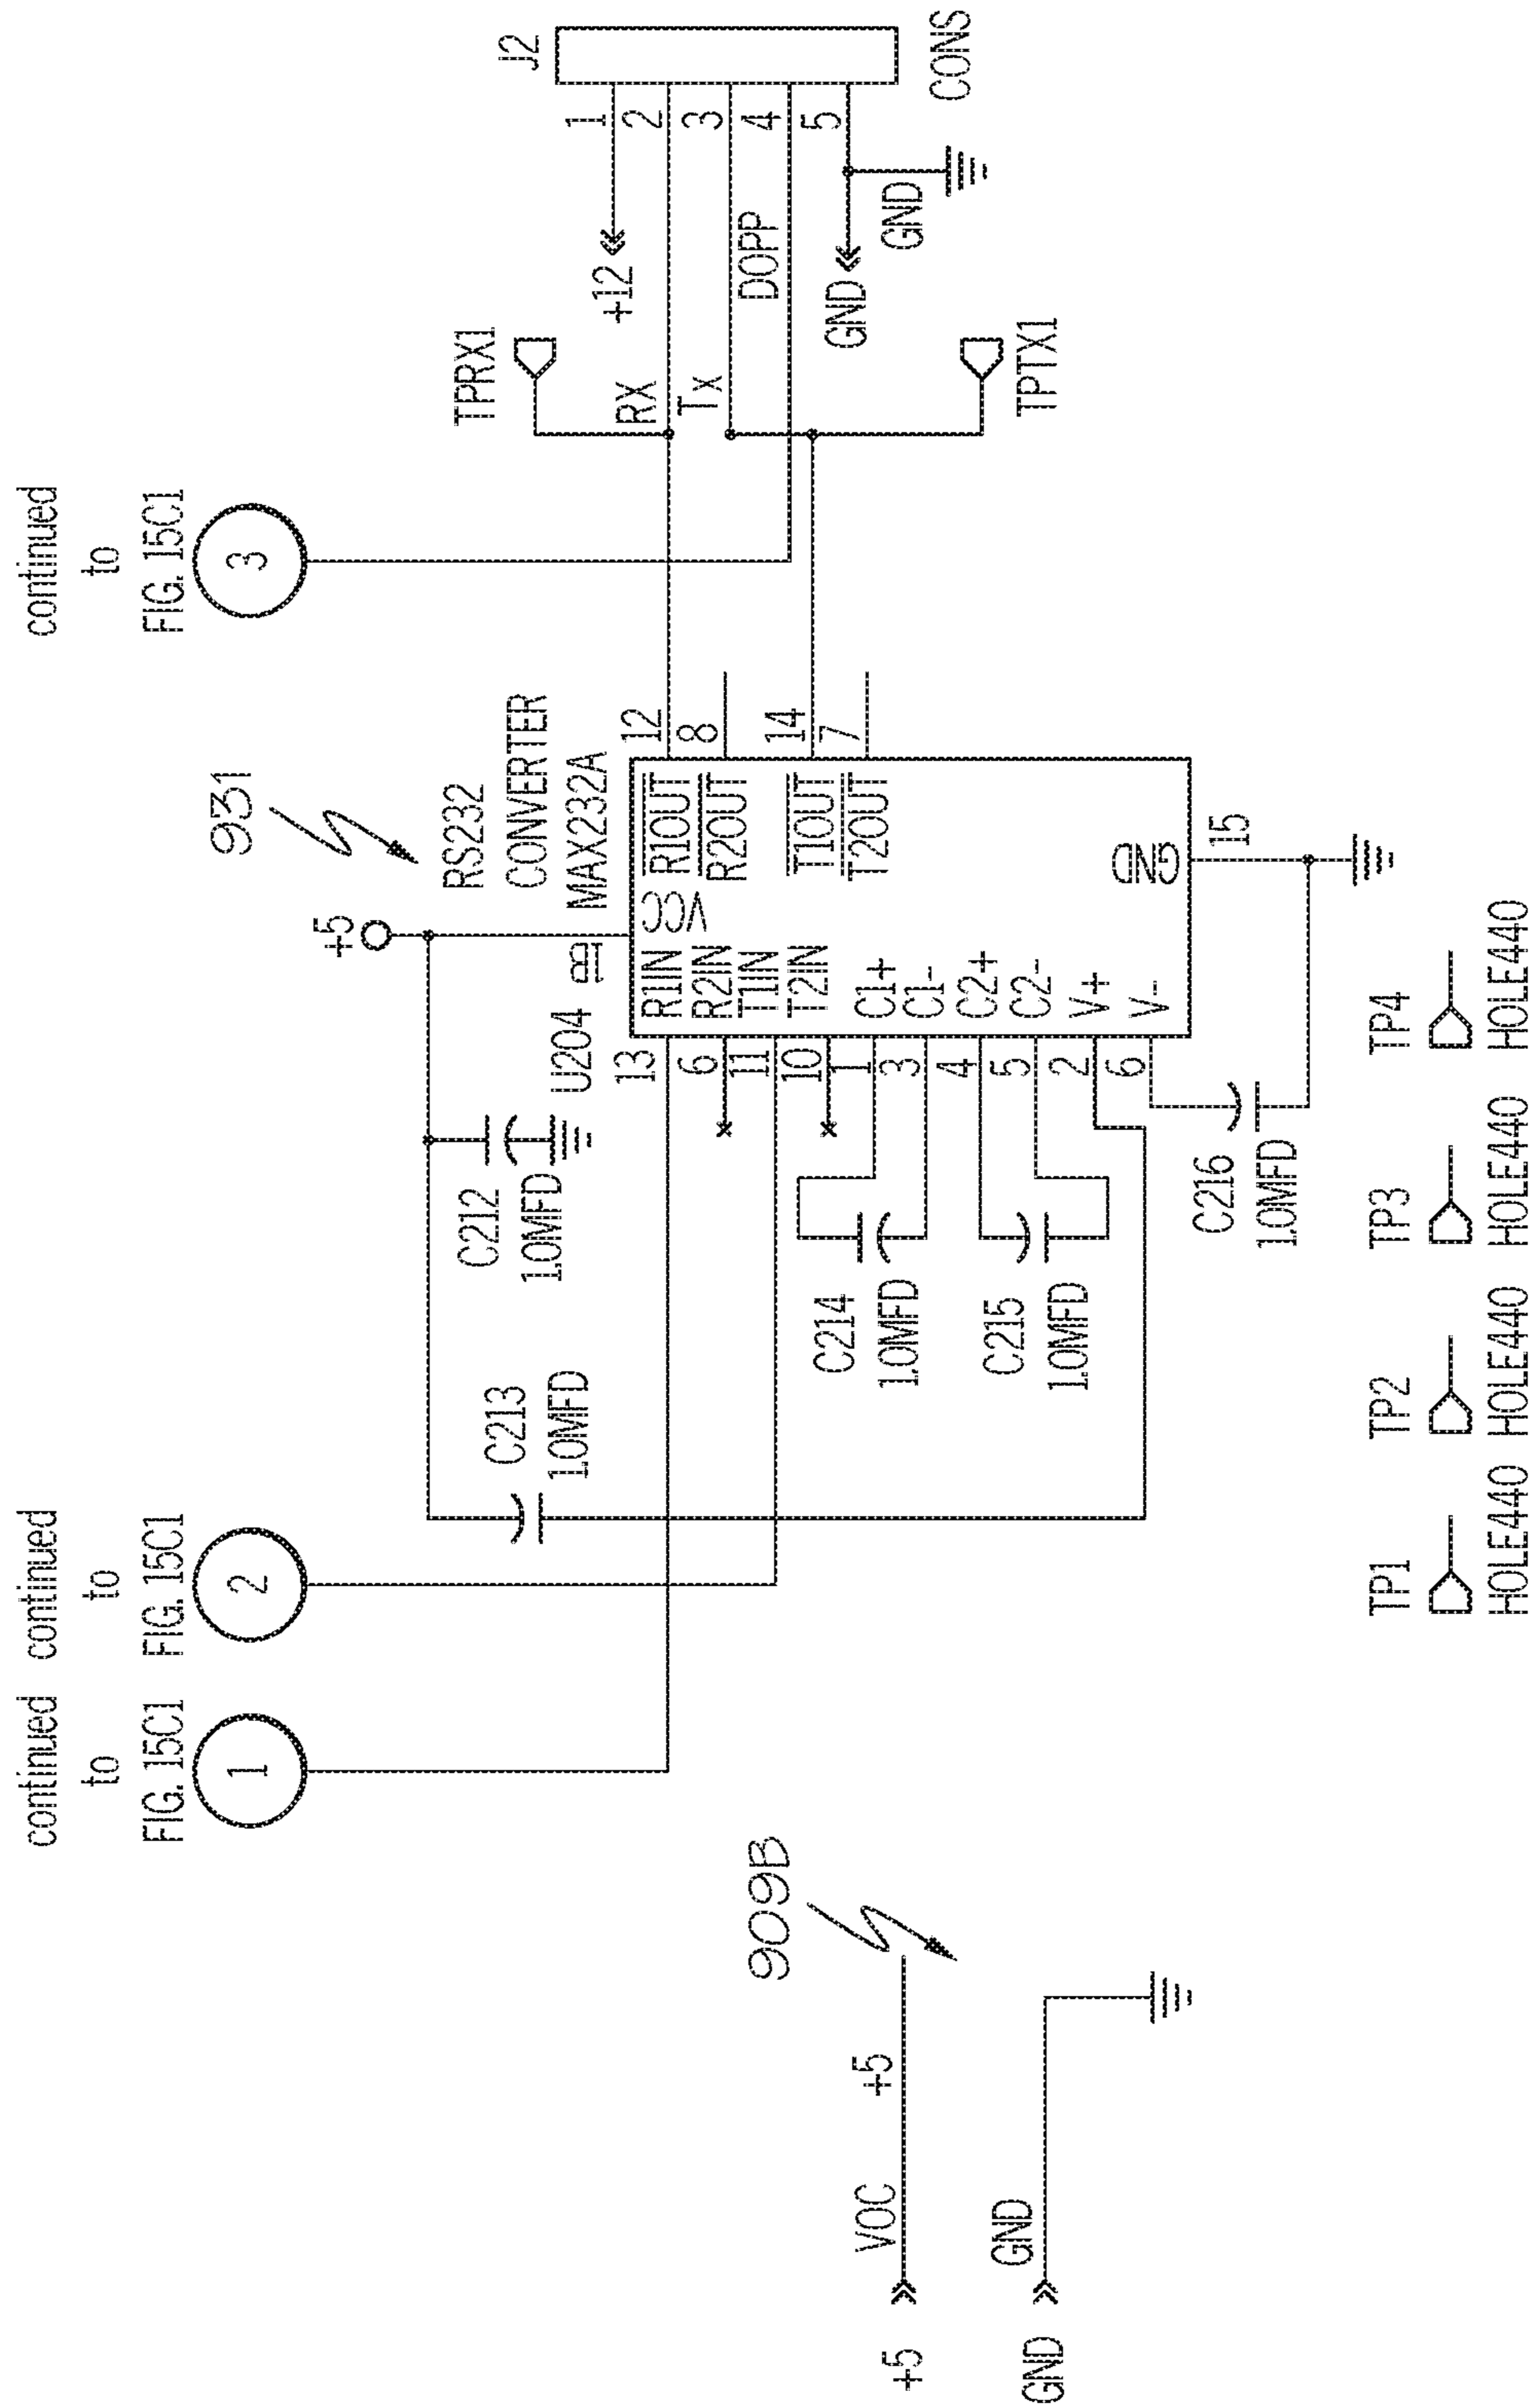 continued
to
FIG. 15C1
1
continued
to
FIG. 15C1
2
continued
to
FIG. 15C1
3
931
RS232
CONVERTER
MAX232A
+5
U204
C212
1.0MFD
C213
1.0MFD
13
6
11
10
1
3
4
5
2
6
R1IN
R2IN
T1IN
T2IN
C1+
C1-
C2+
C2-
V+
V-
VCC
R1OUT
R2OUT
T1OUT
T2OUT
GND
12
8
14
7
15
C214
1.0MFD
C215
1.0MFD
C216
1.0MFD
TPRX1
RX
Tx
TPTX1
+12
DOPP
GND
GND
J2
1
2
3
4
5
CONS
909B
+5
VOC
+5
GND
GND
TP1
HOLE440
TP2
HOLE440
TP3
HOLE440
TP4
HOLE440